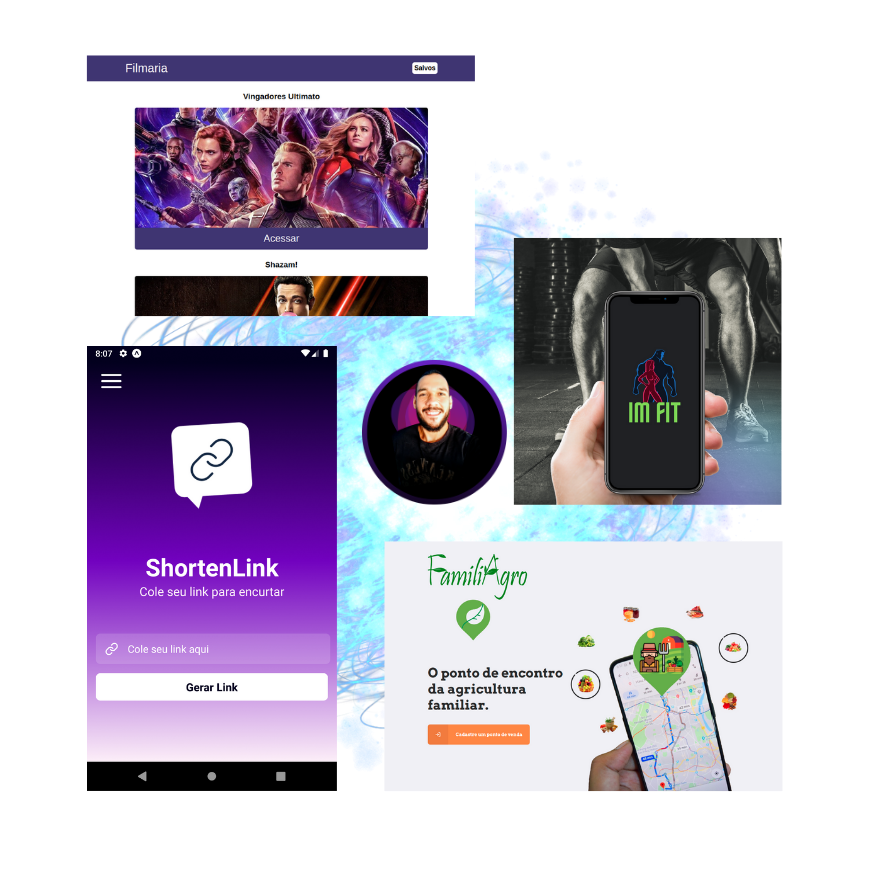 Filmaria
Salvos
Vingadores Ultimato
Acessar
Shazam!
8:07
ShortenLink
Cole seu link para encurtar
Cole seu link aqui
Gerar Link
IM FIT
FamiliAgro
O ponto de encontro
da agricultura
familiar.
Cadastre um ponto de venda